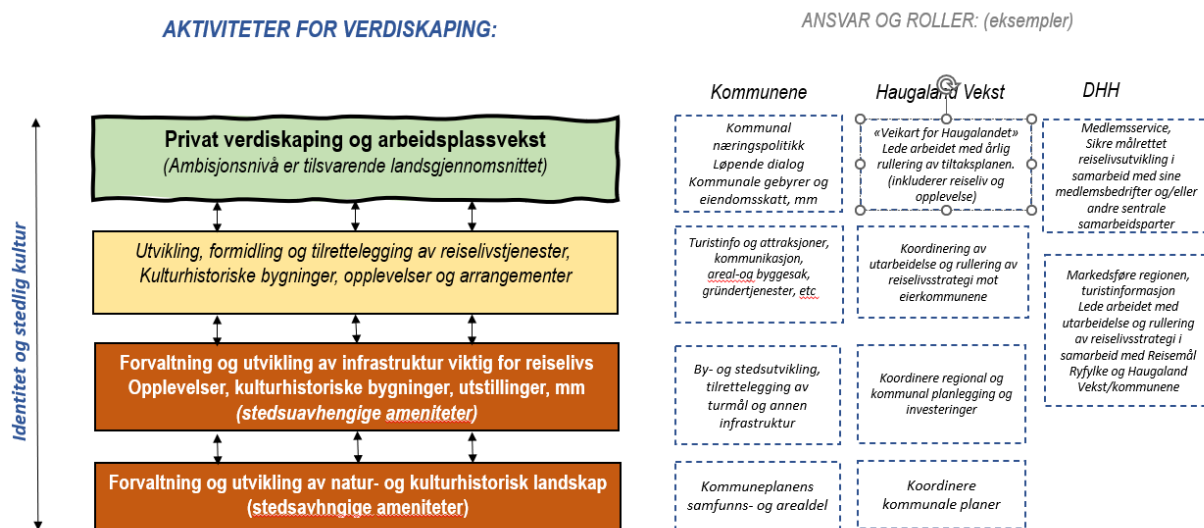 AKTIVITETER FOR VERDISKAPING:
ANSVAR OG ROLLER: (eksempler)
Identitet og stedlig kultur
Privat verdiskaping og arbeidsplassvekst
(Ambisjonsnivå er tilsvarende landsgjennomsnittet)
Utvikling, formidling og tilrettelegging av reiselivstjenester,
Kulturhistoriske bygninger, opplevelser og arrangementer
Forvaltning og utvikling av infrastruktur viktig for reiselivs
Opplevelser, kulturhistoriske bygninger, utstillinger, mm
(stedsuavhengige ameniteter)
Forvaltning og utvikling av natur- og kulturhistorisk landskap
(stedsavhngige ameniteter)
Kommunene
Kommunal
næringspolitikk
Løpende dialog
Kommunale gebyrer og
eiendomsskatt, mm
Turistinfo og attraksjoner,
kommunikasjon,
areal-og byggesak,
gründertjenester, etc
By- og stedsutvikling,
tilrettelegging av
turmål og annen
infrastruktur
Kommuneplanens
samfunns- og arealdel
Haugaland Vekst
«Veikart for Haugalandet»
Lede arbeidet med årlig
rullering av tiltaksplanen.
(inkluderer reiseliv og
opplevelse)
Koordinering av
utarbeidelse og rullering av
reiselivsstrategi mot
eierkommunene
Koordinere regional og
kommunal planlegging og
investeringer
Koordinere
kommunale planer
DHH
Medlemsservice,
Sikre målrettet
reiselivsutvikling i
samarbeid med sine
medlemsbedrifter og/eller
andre sentrale
samarbeidsparter
Markedsføre regionen,
turistinformasjon
Lede arbeidet med
utarbeidelse og rullering
av reiselivsstrategi i
samarbeid med Reisemål
Ryfylke og Haugaland
Vekst/kommunene